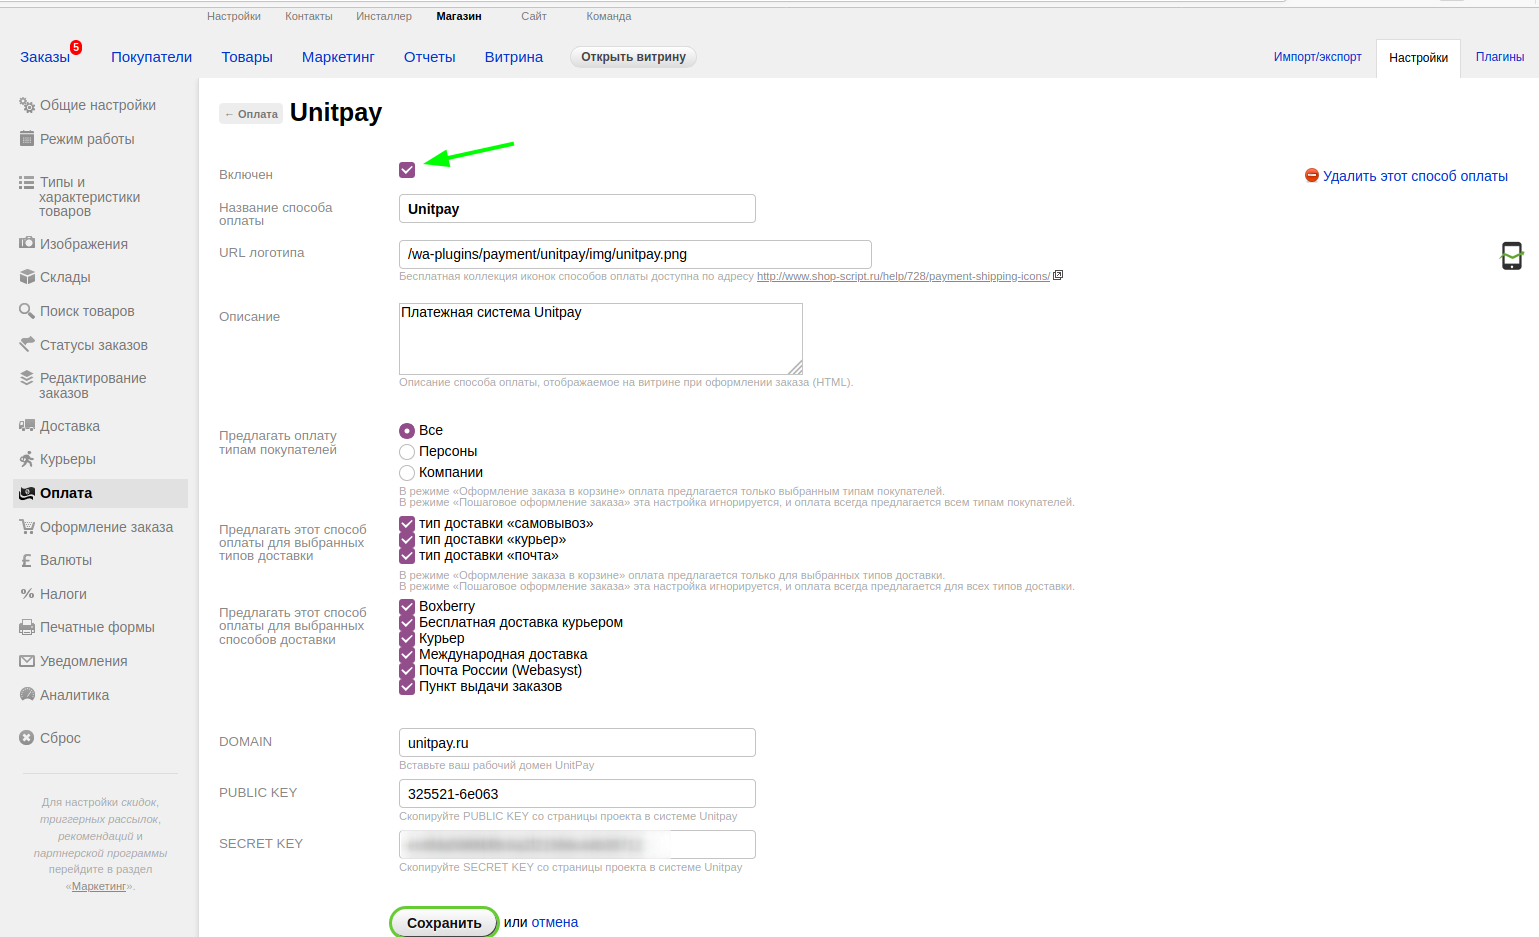 Настройки Контакты Инсталлер Магазин Сайт Команда
Заказы 5 Покупатели Товары Маркетинг Отчеты Витрина Открыть витрину Импорт/экспорт Настройки Плагины
Общие настройки
Режим работы
Типы и
характеристики
товаров
Изображения
Склады
Поиск товаров
Статусы заказов
Редактирование
заказов
Доставка
Курьеры
Оплата
Оформление заказа
Валюты
Налоги
Печатные формы
Уведомления
Аналитика
Сброс
Для настройки скидок,
триггерных рассылок,
рекомендаций и
партнерской программы
перейдите в раздел
«Маркетинг».
← Оплата Unitpay
Включен
Удалить этот способ оплаты
Название способа
оплаты
Unitpay
URL логотипа
/wa-plugins/payment/unitpay/img/unitpay.png
Бесплатная коллекция иконок способов оплаты доступна по адресу http://www.shop-script.ru/help/728/payment-shipping-icons/
Описание
Платежная система Unitpay
Описание способа оплаты, отображаемое на витрине при оформлении заказа (HTML).
Предлагать оплату
типам покупателей
Все
Персоны
Компании
В режиме «Оформление заказа в корзине» оплата предлагается только выбранным типам покупателей.
В режиме «Пошаговое оформление заказа» эта настройка игнорируется, и оплата всегда предлагается всем типам покупателей.
Предлагать этот способ
оплаты для выбранных
типов доставки
тип доставки «самовывоз»
тип доставки «курьер»
тип доставки «почта»
В режиме «Оформление заказа в корзине» оплата предлагается только для выбранных типов доставки.
В режиме «Пошаговое оформление заказа» эта настройка игнорируется, и оплата всегда предлагается для всех типов доставки.
Предлагать этот способ
оплаты для выбранных
способов доставки
Boxberry
Бесплатная доставка курьером
Курьер
Международная доставка
Почта России (Webasyst)
Пункт выдачи заказов
DOMAIN
unitpay.ru
Вставьте ваш рабочий домен UnitPay
PUBLIC KEY
325521-6e063
Скопируйте PUBLIC KEY со страницы проекта в системе Unitpay
SECRET KEY
Скопируйте SECRET KEY со страницы проекта в системе Unitpay
Сохранить или отмена